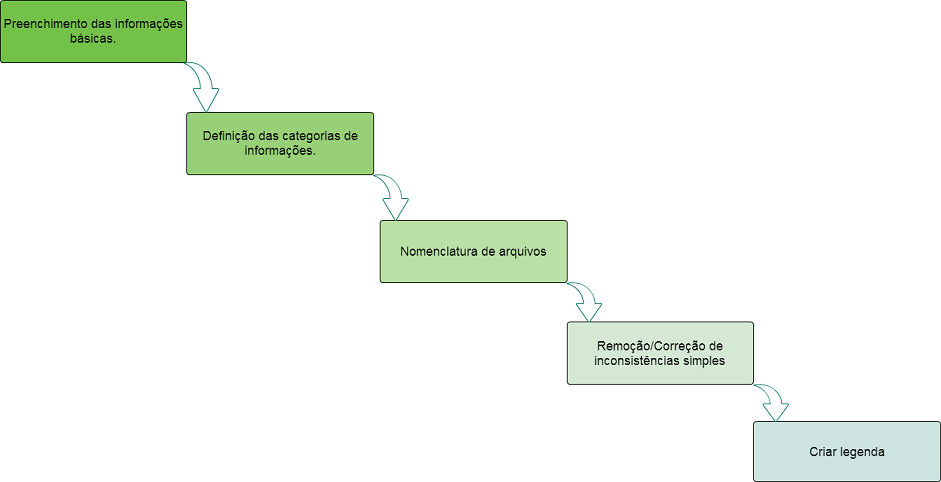 Preenchimento das informações
básicas.
Definição das categorias de
informações.
Nomenclatura de arquivos
Remoção/Correção de
inconsistências simples
Criar legenda